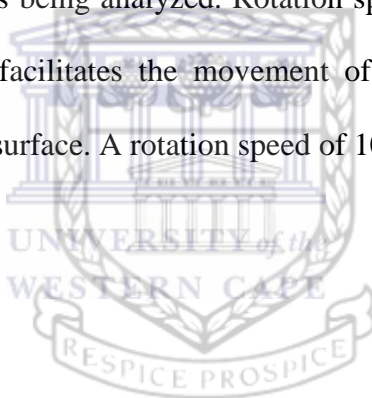 s being analyzed. Rotation sp
facilitates the movement of
surface. A rotation speed of 10
UNIVERSITY of the
WESTERN CAPE
RESPICE PROSPICE